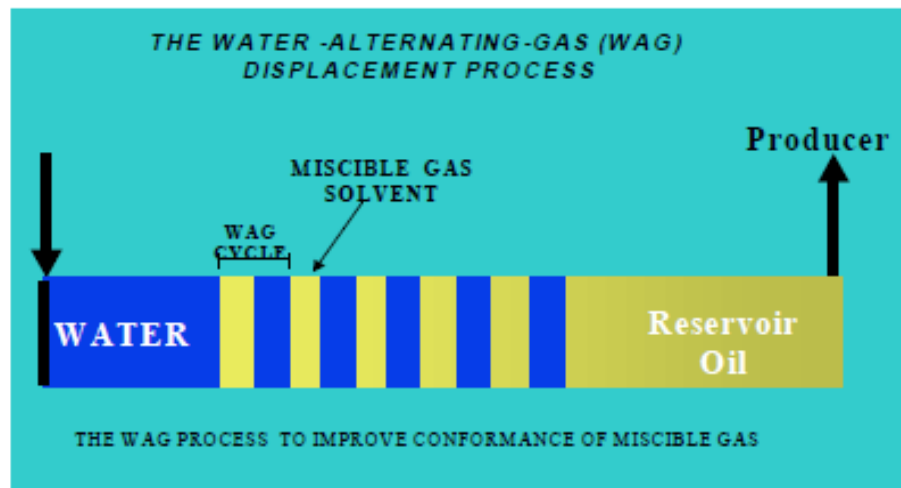 THE WATER -ALTERNATING-GAS (WAG)
DISPLACEMENT PROCESS
Producer
MISCIBLE GAS
SOLVENT
WAG
CYCLE
WATER
Reservoir
Oil
THE WAG PROCESS TO IMPROVE CONFORMANCE OF MISCIBLE GAS